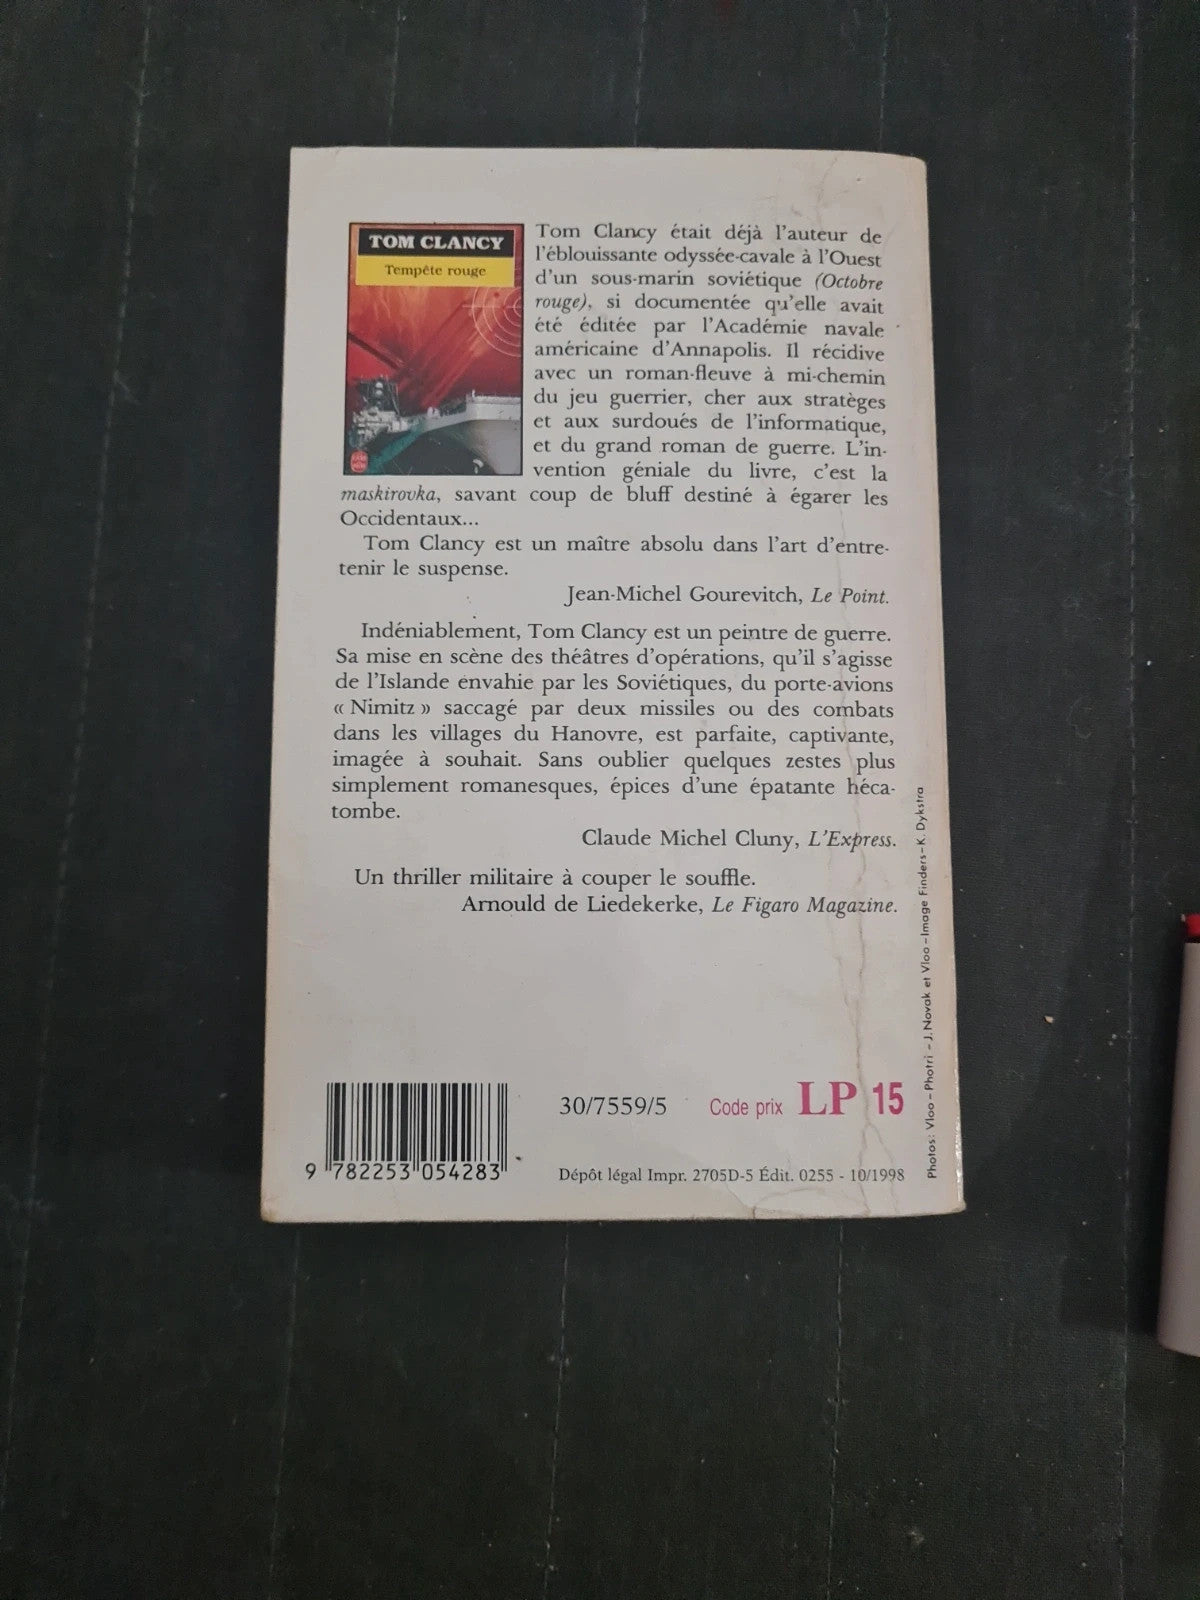 TOM CLANCY
Tempête rouge
Tom Clancy était déjà l'auteur de
l'éblouissante odyssée-cavale à l'Ouest
d'un sous-marin soviétique (Octobre
rouge), si documentée qu'elle avait
été éditée par l'Académie navale
américaine d'Annapolis. Il récidive
avec un roman-fleuve à mi-chemin
du jeu guerrier, cher aux stratèges
et aux surdoués de l'informatique,
et du grand roman de guerre. L'in-
vention géniale du livre, c'est la
maskirovka, savant coup de bluff destiné à égarer les
Occidentaux...
Tom Clancy est un maître absolu dans l'art d'entre-
tenir le suspense.
Jean-Michel Gourevitch, Le Point.
Indéniablement, Tom Clancy est un peintre de guerre.
Sa mise en scène des théâtres d'opérations, qu'il s'agisse
de l'Islande envahie par les Soviétiques, du porte-avions
« Nimitz » saccagé par deux missiles ou des combats
dans les villages du Hanovre, est parfaite, captivante,
imagée à souhait. Sans oublier quelques zestes plus
simplement romanesques, épices d'une épatante héca-
tombe.
Claude Michel Cluny, L'Express.
Un thriller militaire à couper le souffle.
Arnould de Liedekerke, Le Figaro Magazine.
Photos: Vloo - Photri - J. Novak et Vloo - Image Finders - K. Dykstra
30/7559/5 Code prix LP 15
9 782253 054283
Dépôt légal Impr. 2705D-5 Édit. 0255 - 10/1998